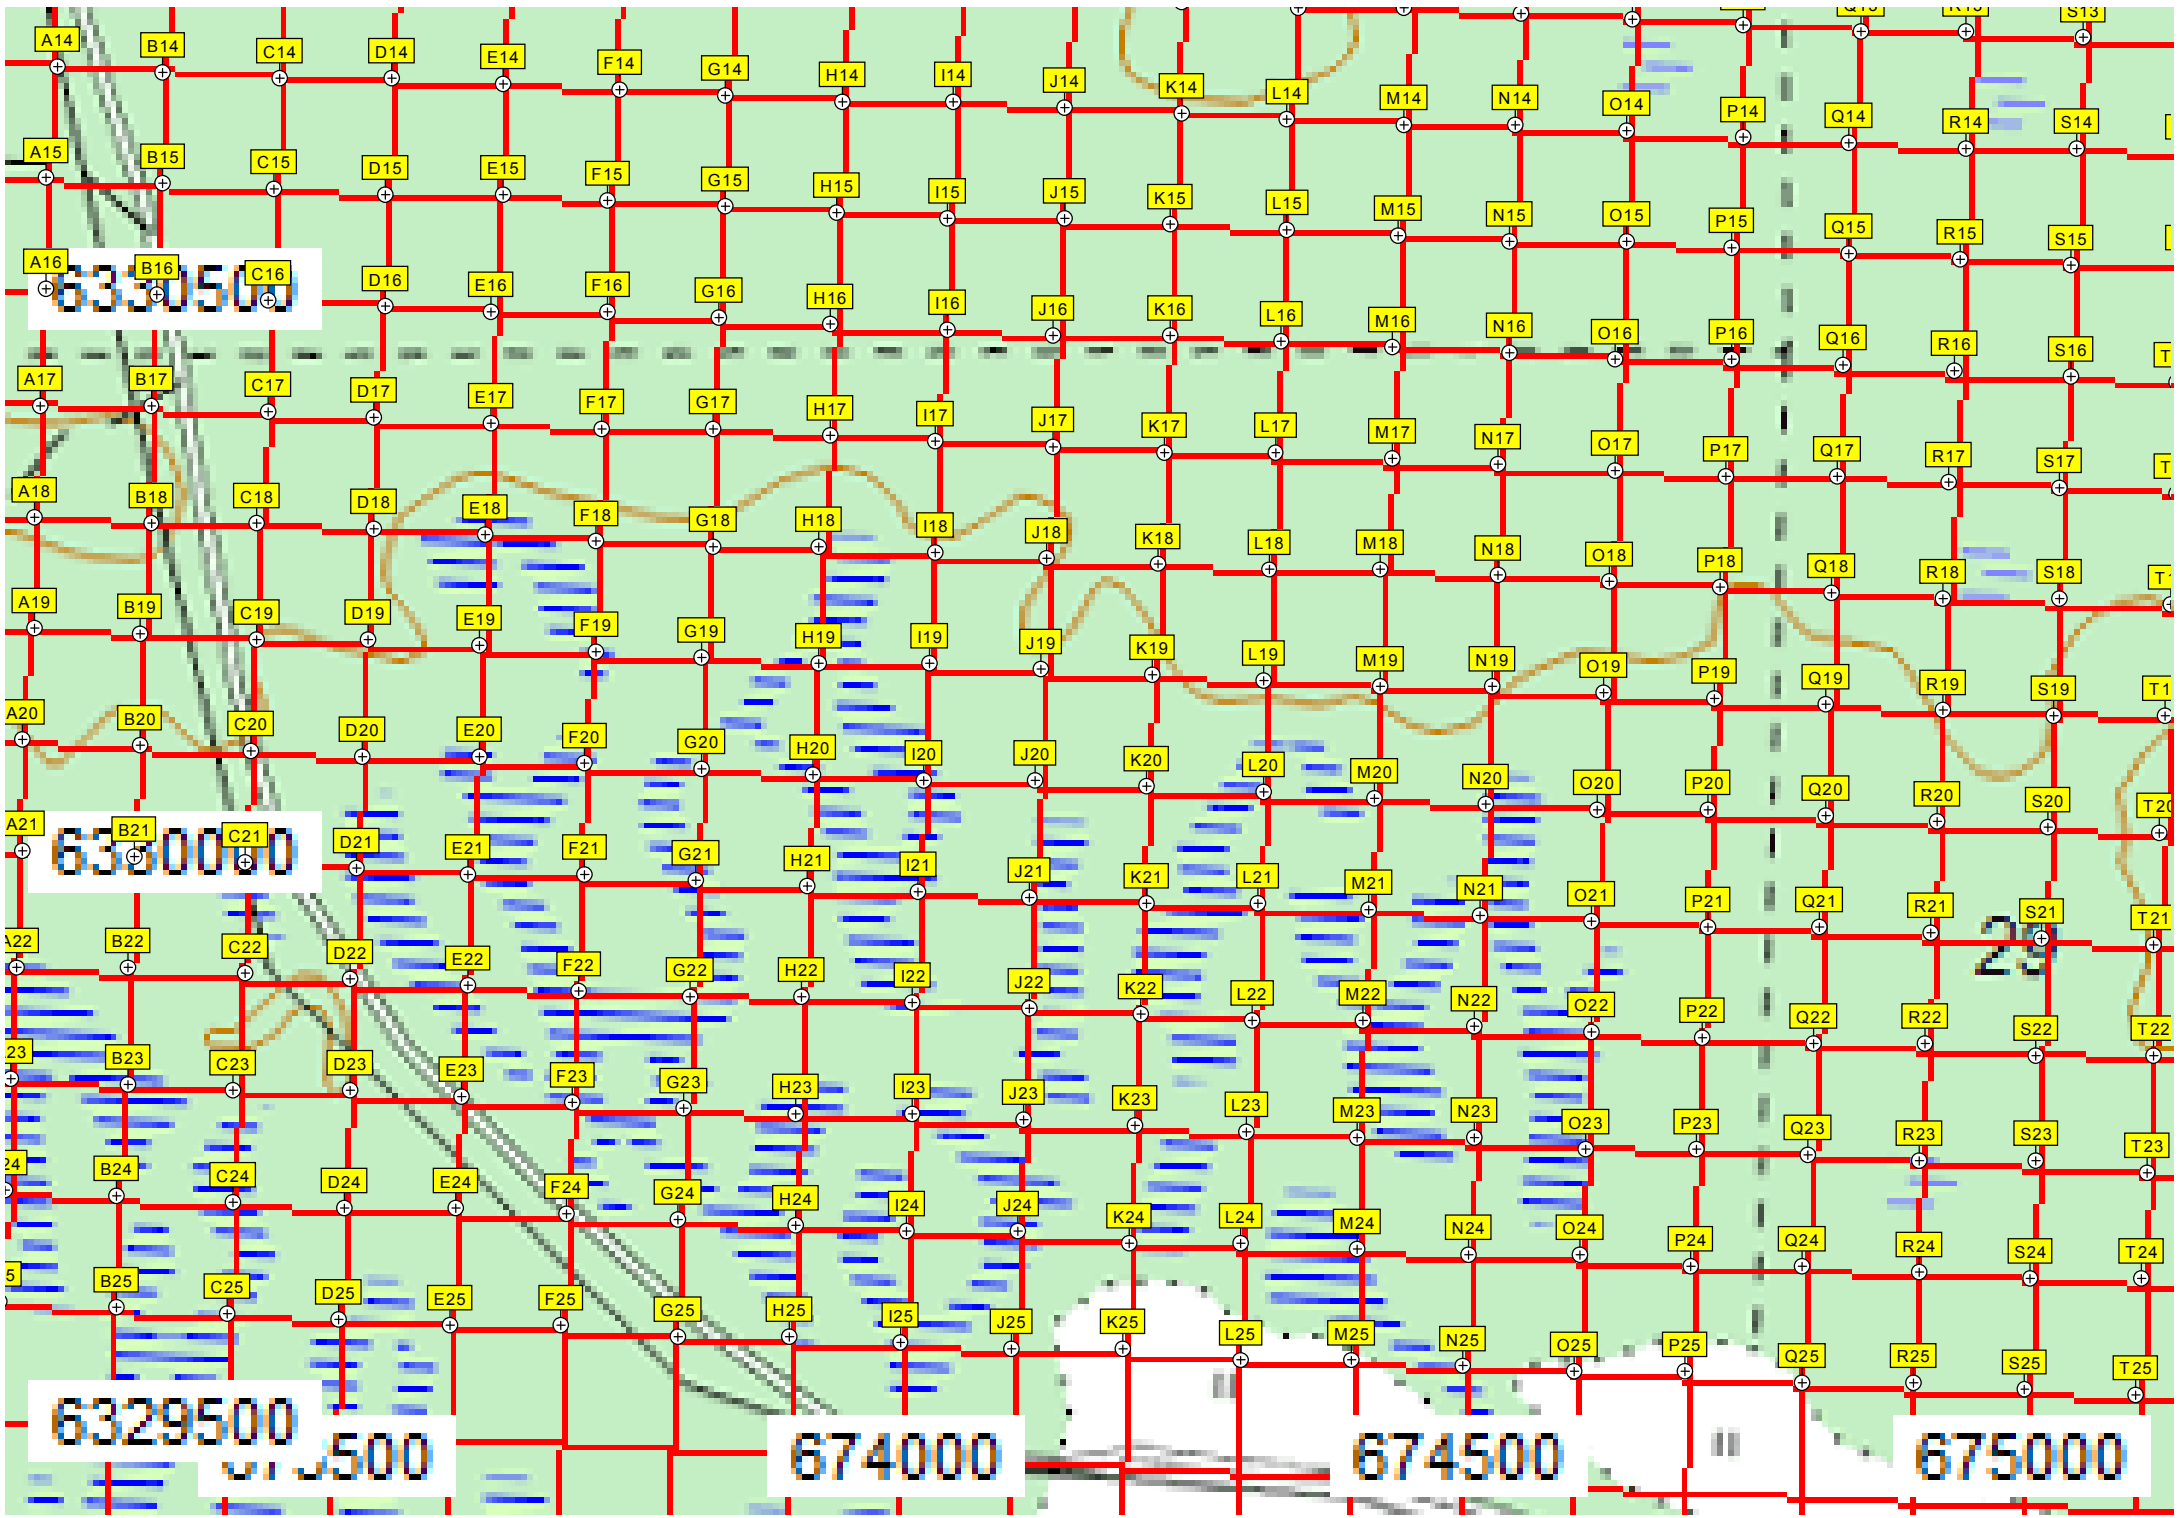 Q13 R13 S13
A14 B14 C14 D14 E14 F14 G14 H14 I14 J14 K14 L14 M14 N14 O14 P14 Q14 R14 S14
A15 B15 C15 D15 E15 F15 G15 H15 I15 J15 K15 L15 M15 N15 O15 P15 Q15 R15 S15
A16 B16 C16 D16 E16 F16 G16 H16 I16 J16 K16 L16 M16 N16 O16 P16 Q16 R16 S16
6330500
A17 B17 C17 D17 E17 F17 G17 H17 I17 J17 K17 L17 M17 N17 O17 P17 Q17 R17 S17
A18 B18 C18 D18 E18 F18 G18 H18 I18 J18 K18 L18 M18 N18 O18 P18 Q18 R18 S18
A19 B19 C19 D19 E19 F19 G19 H19 I19 J19 K19 L19 M19 N19 O19 P19 Q19 R19 S19
A20 B20 C20 D20 E20 F20 G20 H20 I20 J20 K20 L20 M20 N20 O20 P20 Q20 R20 S20 T20
A21 B21 C21 D21 E21 F21 G21 H21 I21 J21 K21 L21 M21 N21 O21 P21 Q21 R21 S21 T21
6330000
29
A22 B22 C22 D22 E22 F22 G22 H22 I22 J22 K22 L22 M22 N22 O22 P22 Q22 R22 S22 T22
23 B23 C23 D23 E23 F23 G23 H23 I23 J23 K23 L23 M23 N23 O23 P23 Q23 R23 S23 T23
24 B24 C24 D24 E24 F24 G24 H24 I24 J24 K24 L24 M24 N24 O24 P24 Q24 R24 S24 T24
5 B25 C25 D25 E25 F25 G25 H25 I25 J25 K25 L25 M25 N25 O25 P25 Q25 R25 S25 T25
6329500
674000 674500 675000